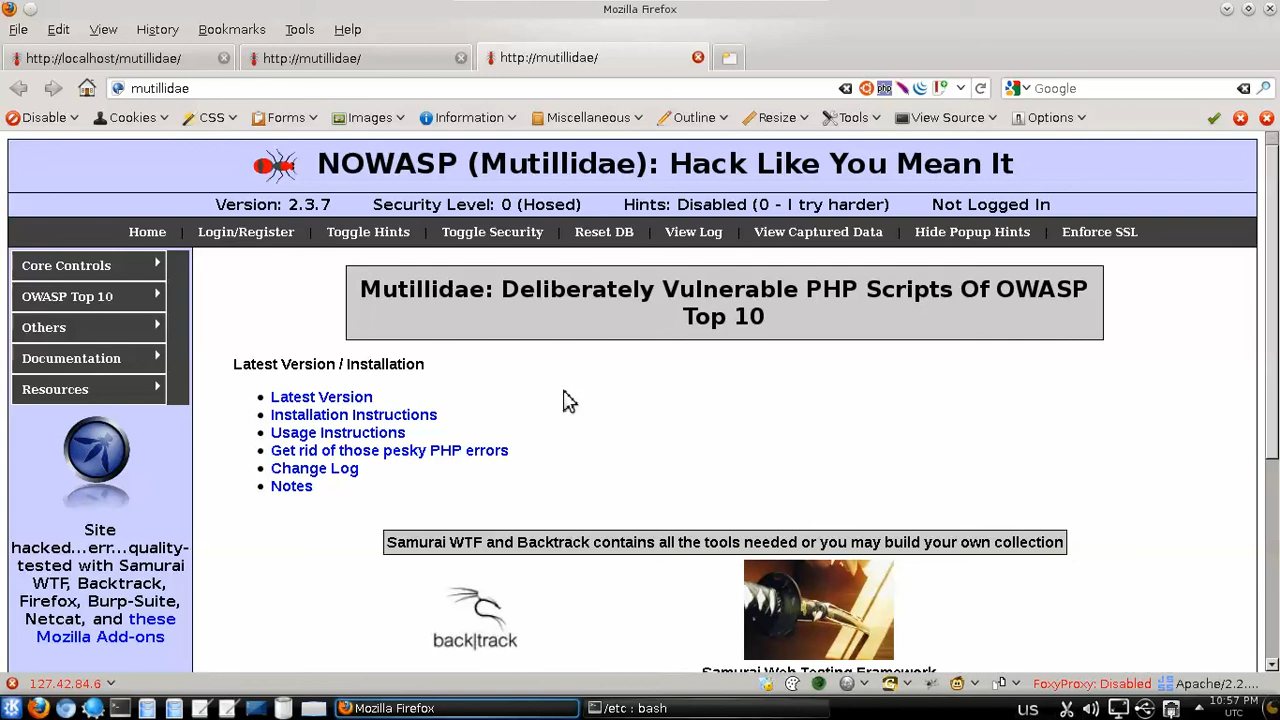 Mozilla Firefox
File Edit View History Bookmarks Tools Help
http://localhost/mutillidae/ http://mutillidae/ http://mutillidae/
mutillidae Google
Disable Cookies CSS Forms Images Information Miscellaneous Outline Resize Tools View Source Options
NOWASP (Mutillidae): Hack Like You Mean It
Version: 2.3.7 Security Level: 0 (Hosed) Hints: Disabled (0 - I try harder) Not Logged In
Home | Login/Register | Toggle Hints | Toggle Security | Reset DB | View Log | View Captured Data | Hide Popup Hints | Enforce SSL
Core Controls
OWASP Top 10
Others
Documentation
Resources
Site
hacked...err...quality-
tested with Samurai
WTF, Backtrack,
Firefox, Burp-Suite,
Netcat, and these
Mozilla Add-ons
Mutillidae: Deliberately Vulnerable PHP Scripts Of OWASP
Top 10
Latest Version / Installation
• Latest Version
• Installation Instructions
• Usage Instructions
• Get rid of those pesky PHP errors
• Change Log
• Notes
Samurai WTF and Backtrack contains all the tools needed or you may build your own collection
back|track
Samurai Web Testing Framework
127.42.84.6 FoxyProxy: Disabled Apache/2.2....
Mozilla Firefox /etc : bash US 10:57 PM
UTC